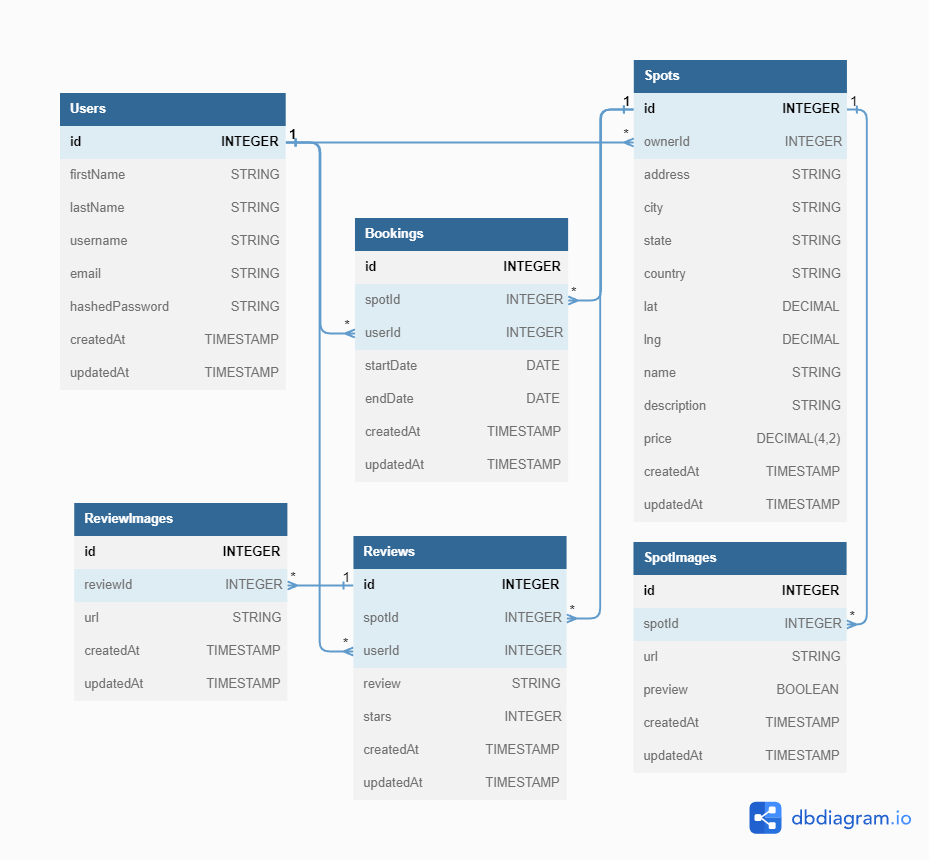 Users
id INTEGER
firstName STRING
lastName STRING
username STRING
email STRING
hashedPassword STRING
createdAt TIMESTAMP
updatedAt TIMESTAMP
1
Bookings
id INTEGER
spotId INTEGER
*
* userId INTEGER
startDate DATE
endDate DATE
createdAt TIMESTAMP
updatedAt TIMESTAMP
Spots
1 id INTEGER 1
* ownerId INTEGER
address STRING
city STRING
state STRING
country STRING
lat DECIMAL
lng DECIMAL
name STRING
description STRING
price DECIMAL(4,2)
createdAt TIMESTAMP
updatedAt TIMESTAMP
ReviewImages
id INTEGER
reviewId INTEGER *
url STRING
createdAt TIMESTAMP
updatedAt TIMESTAMP
Reviews
1 id INTEGER
spotId INTEGER *
* userId INTEGER
review STRING
stars INTEGER
createdAt TIMESTAMP
updatedAt TIMESTAMP
SpotImages
id INTEGER
spotId INTEGER *
url STRING
preview BOOLEAN
createdAt TIMESTAMP
updatedAt TIMESTAMP
dbdiagram.io